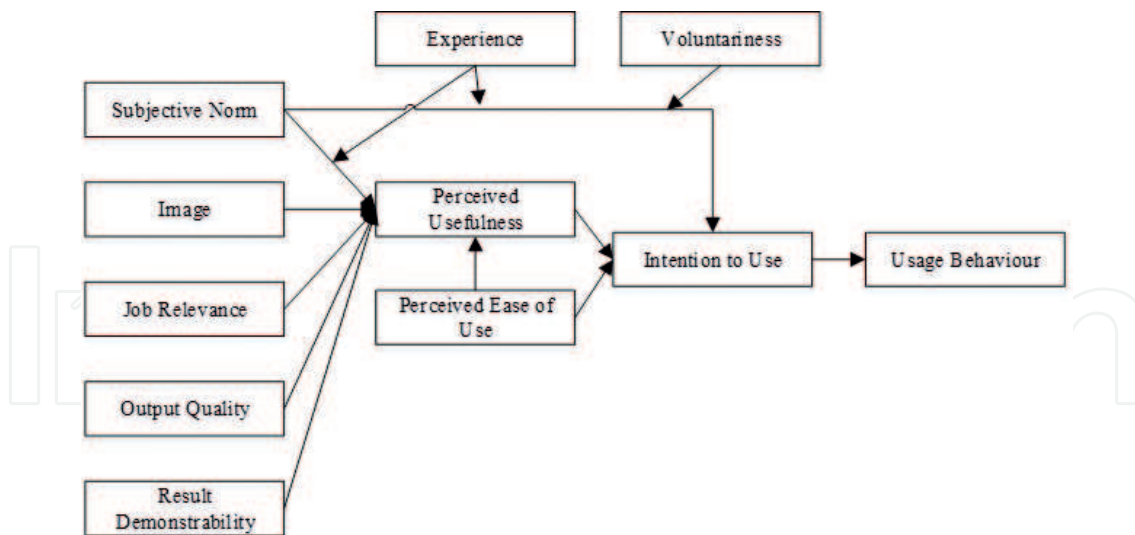 Experience
Voluntariness
Subjective Norm
Image
Perceived
Usefulness
Intention to Use
Usage Behaviour
Job Relevance
Perceived Ease of
Use
Output Quality
Result
Demonstrability